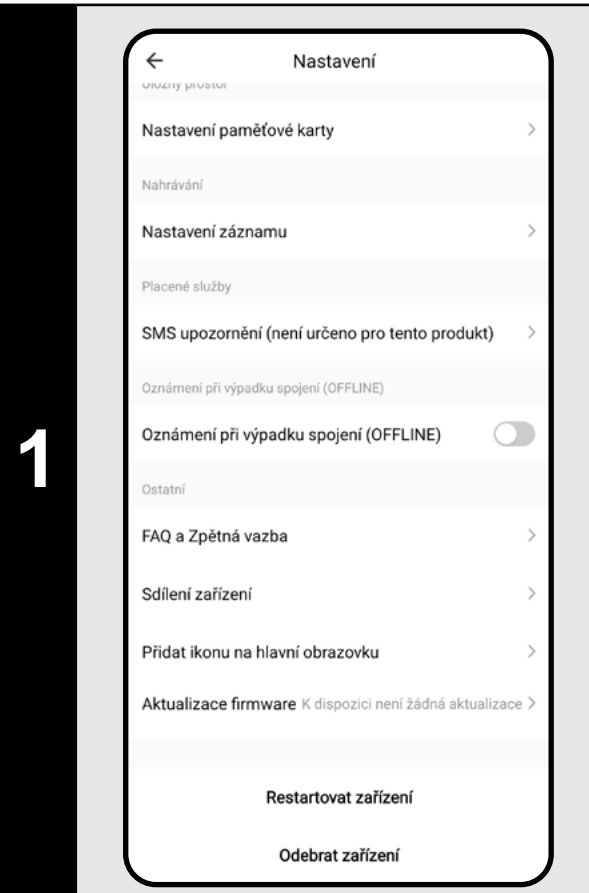 1
Nastavení
Úložný prostor
Nastavení paměťové karty
Nahrávání
Nastavení záznamu
Placené služby
SMS upozornění (není určeno pro tento produkt)
Oznámení při výpadku spojení (OFFLINE)
Oznámení při výpadku spojení (OFFLINE)
Ostatní
FAQ a Zpětná vazba
Sdílení zařízení
Přidat ikonu na hlavní obrazovku
Aktualizace firmware K dispozici není žádná aktualizace
Restartovat zařízení
Odebrat zařízení